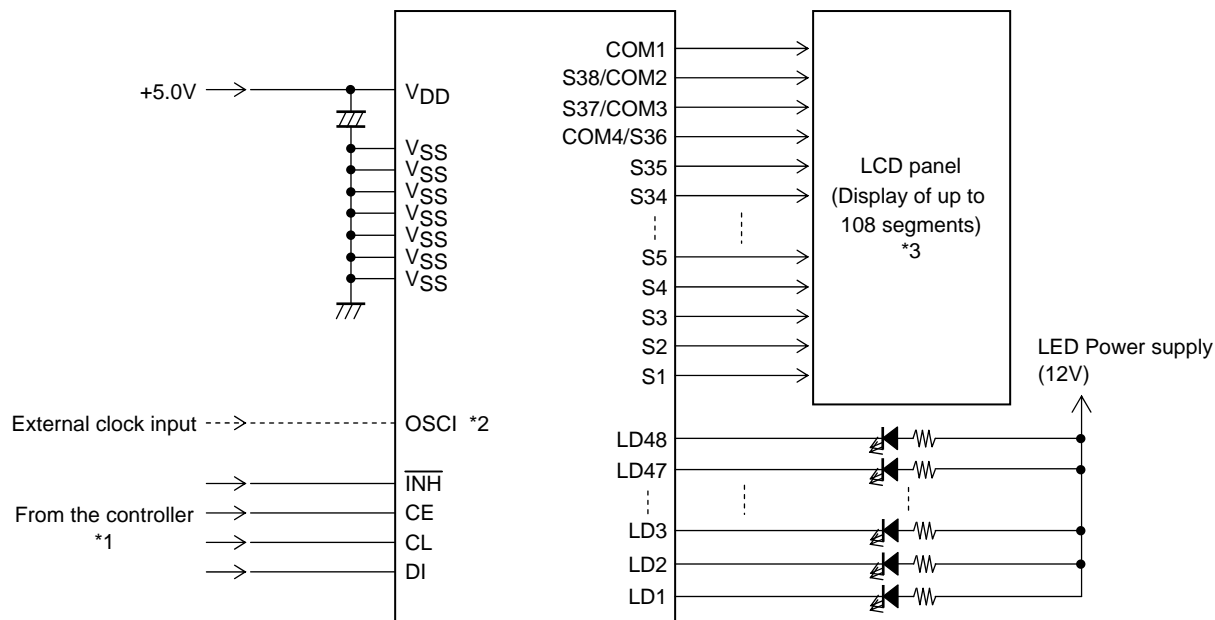 COM1
S38/COM2
+5.0V
VDD
S37/COM3
COM4/S36
VSS
VSS
VSS
VSS
VSS
VSS
VSS
S35
S34
LCD panel
(Display of up to
108 segments)
*3
S5
S4
S3
S2
S1
LED Power supply
(12V)
External clock input
OSCI *2
LD48
LD47
INH
From the controller
*1
CE
CL
DI
LD3
LD2
LD1